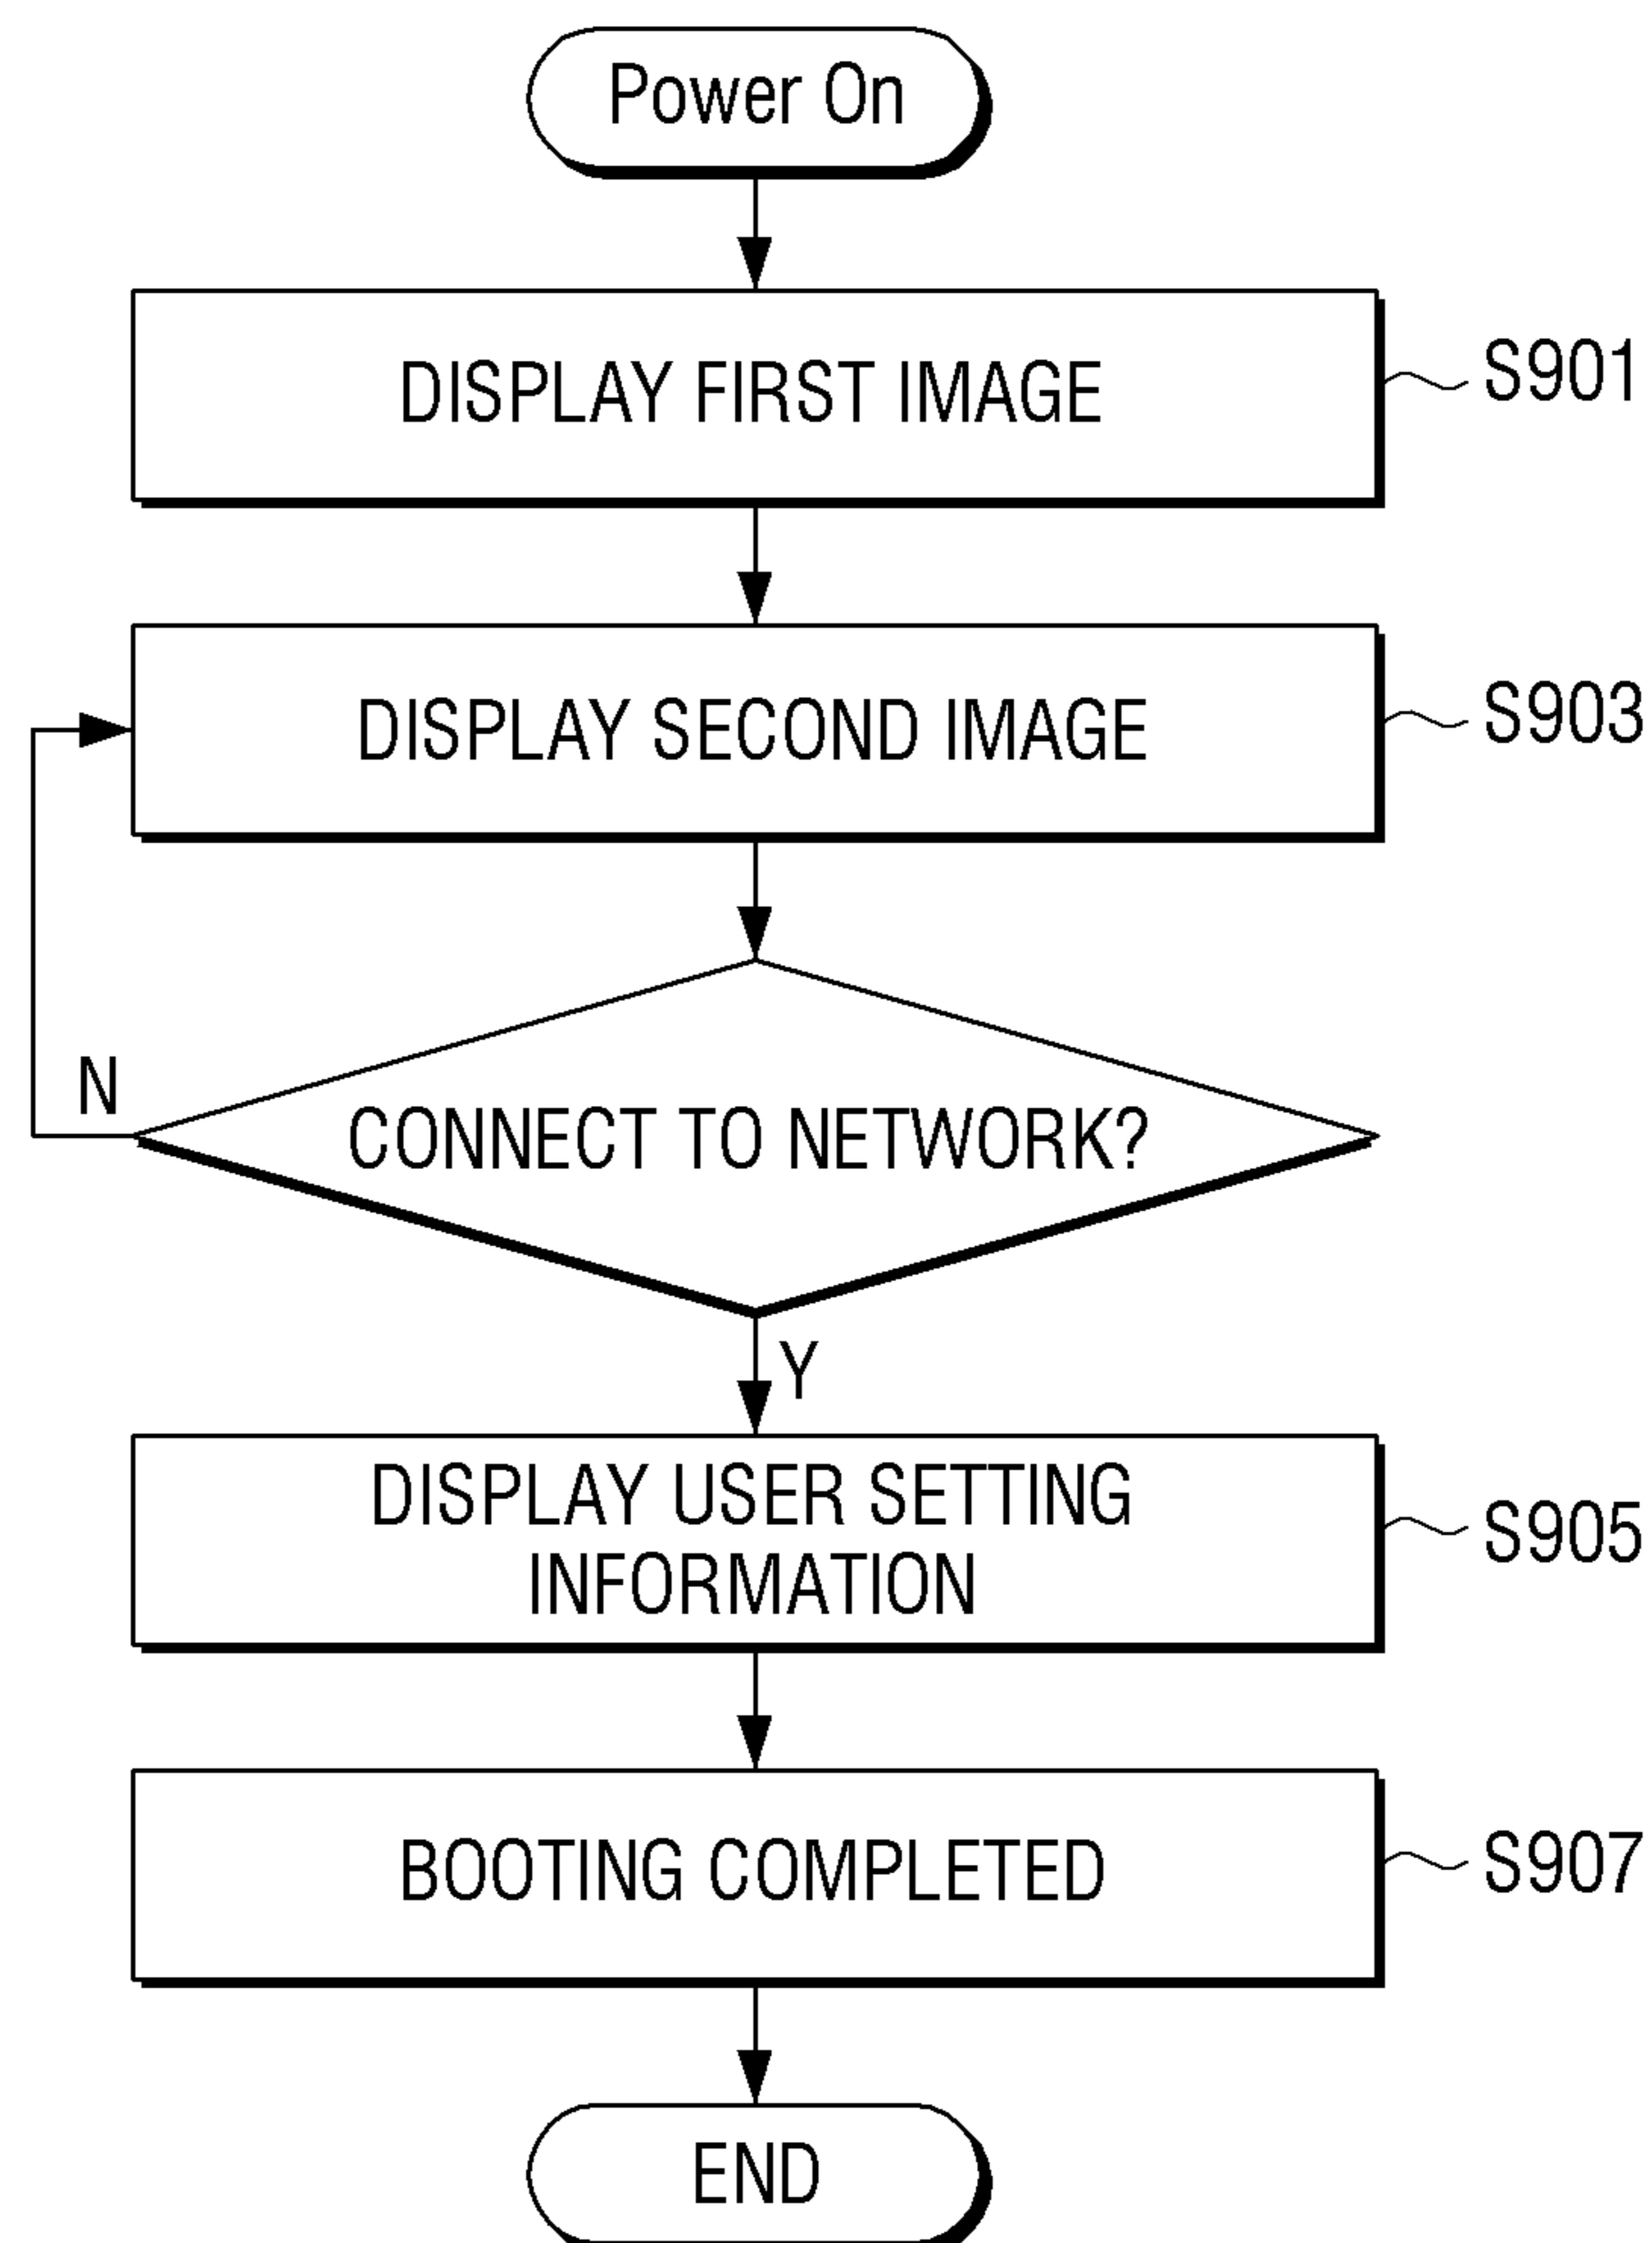 Power On
DISPLAY FIRST IMAGE
S901
DISPLAY SECOND IMAGE
S903
N
CONNECT TO NETWORK?
Y
DISPLAY USER SETTING
INFORMATION
S905
BOOTING COMPLETED
S907
END